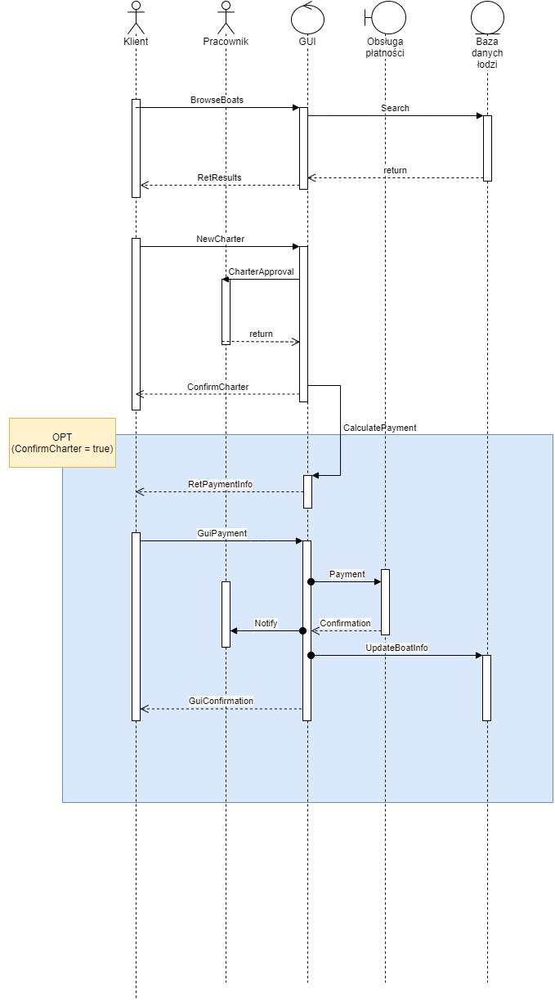 Klient
Pracownik
GUI
Obsługa
płatności
Baza
danych
łodzi
BrowseBoats
Search
return
RetResults
NewCharter
CharterApproval
return
ConfirmCharter
CalculatePayment
OPT
(ConfirmCharter = true)
RetPaymentInfo
GuiPayment
Payment
Notify
Confirmation
UpdateBoatInfo
GuiConfirmation